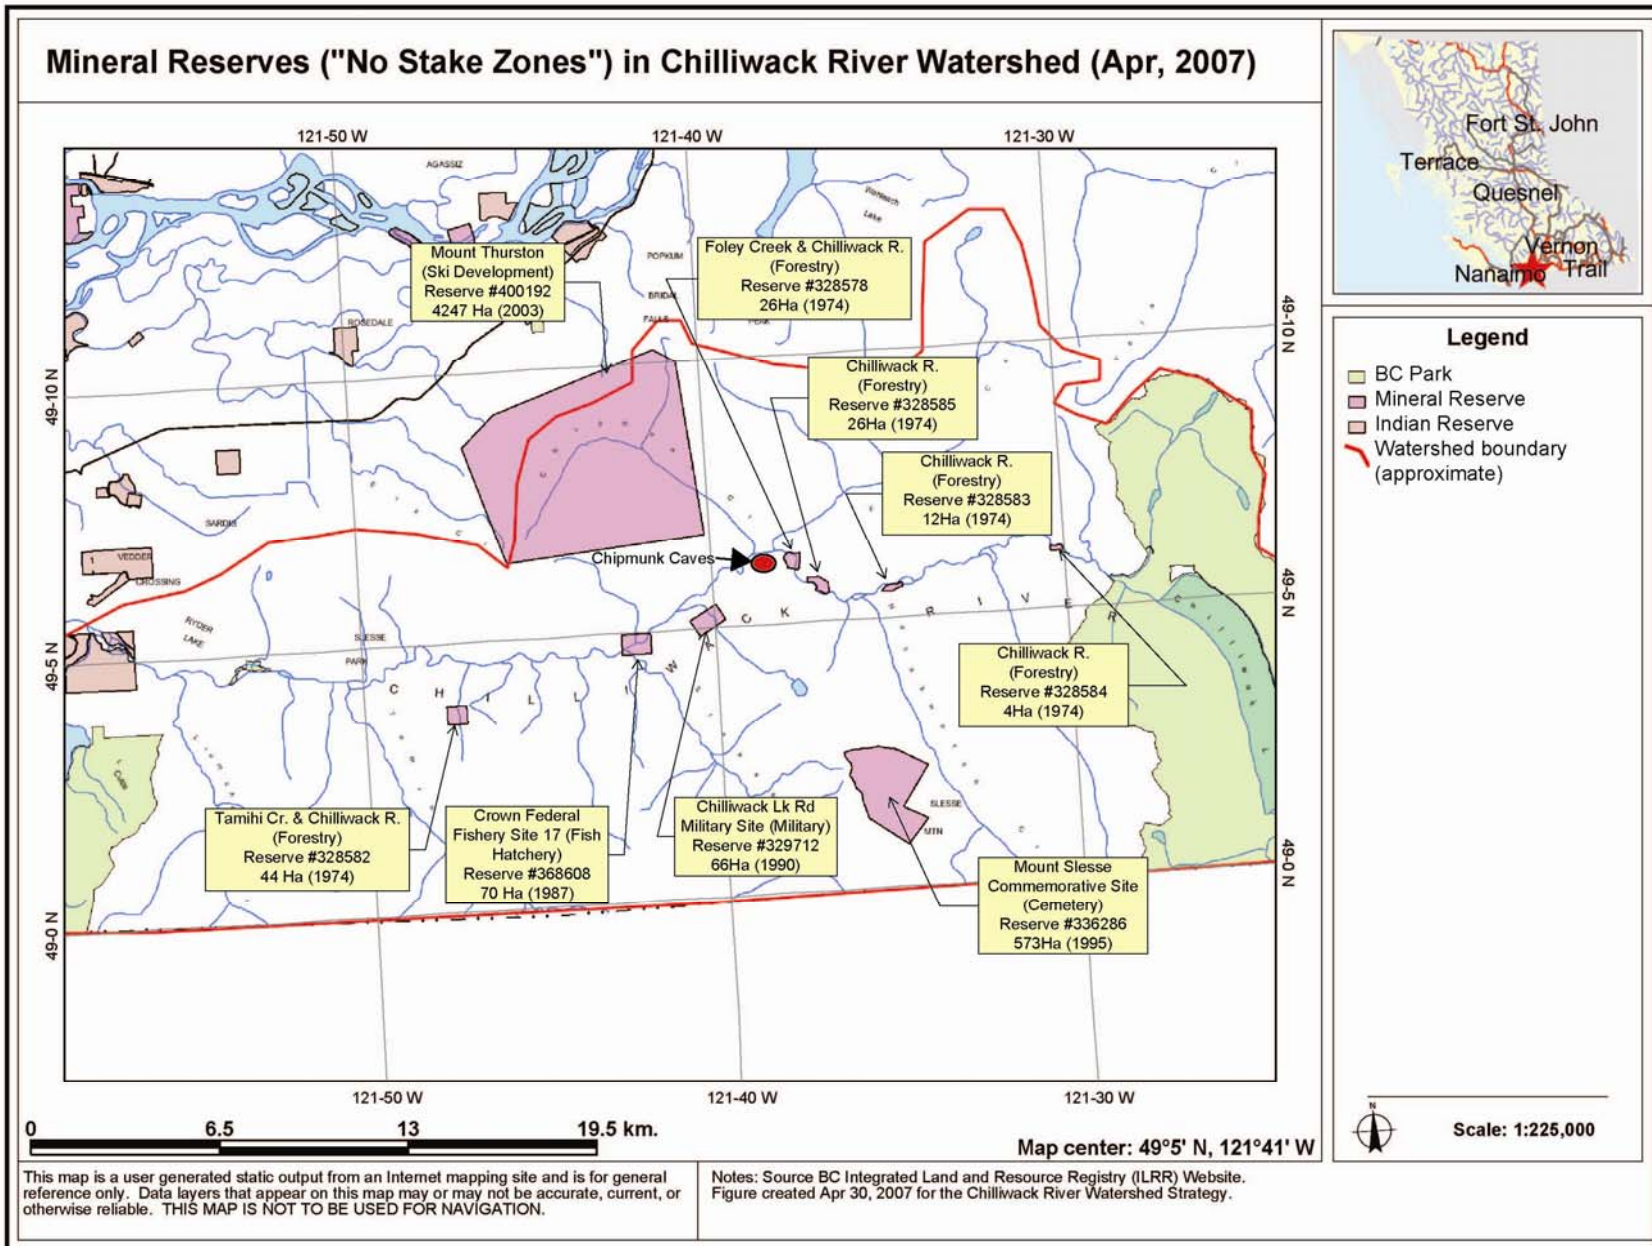 Mineral Reserves ("No Stake Zones") in Chilliwack River Watershed (Apr, 2007)
121-50 W
121-40 W
121-30 W
AGASSIZ
Lake
POPKUM
BRIDAL
FALLS
PEAK
ROSEDALE
Mount Thurston
(Ski Development)
Reserve #400192
4247 Ha (2003)
Foley Creek & Chilliwack R.
(Forestry)
Reserve #328578
26Ha (1974)
Chilliwack R.
(Forestry)
Reserve #328585
26Ha (1974)
Chilliwack R.
(Forestry)
Reserve #328583
12Ha (1974)
49-10 N
49-10 N
SARDIS
VEDDER
CROSSING
Chipmunk Caves
RYDER
LAKE
SLESSE
PARK
49-5 N
49-5 N
CHILLIWACK RIVER
Chilliwack L
Cultus
L
Chilliwack R.
(Forestry)
Reserve #328584
4Ha (1974)
SLESSE
MTN
Tamihi Cr. & Chilliwack R.
(Forestry)
Reserve #328582
44 Ha (1974)
Crown Federal
Fishery Site 17 (Fish
Hatchery)
Reserve #368608
70 Ha (1987)
Chilliwack Lk Rd
Military Site (Military)
Reserve #329712
66Ha (1990)
Mount Slesse
Commemorative Site
(Cemetery)
Reserve #336286
573Ha (1995)
49-0 N
49-0 N
121-50 W
121-40 W
121-30 W
0 6.5 13 19.5 km.
Map center: 49°5' N, 121°41' W
This map is a user generated static output from an Internet mapping site and is for general
reference only. Data layers that appear on this map may or may not be accurate, current, or
otherwise reliable. THIS MAP IS NOT TO BE USED FOR NAVIGATION.
Notes: Source BC Integrated Land and Resource Registry (ILRR) Website.
Figure created Apr 30, 2007 for the Chilliwack River Watershed Strategy.
Fort St. John
Terrace
Quesnel
Vernon
Nanaimo
Trail
Legend
BC Park
Mineral Reserve
Indian Reserve
Watershed boundary
(approximate)
N
Scale: 1:225,000